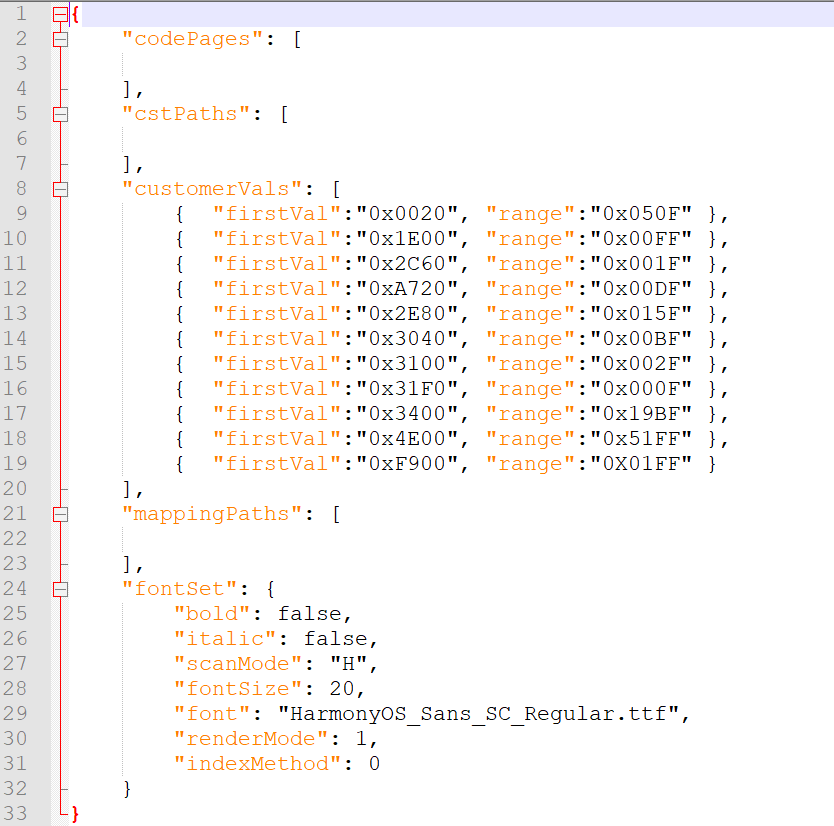 1 {
2 "codePages": [
3
4 ],
5 "cstPaths": [
6
7 ],
8 "customerVals": [
9 { "firstVal":"0x0020", "range":"0x050F" },
10 { "firstVal":"0x1E00", "range":"0x00FF" },
11 { "firstVal":"0x2C60", "range":"0x001F" },
12 { "firstVal":"0xA720", "range":"0x00DF" },
13 { "firstVal":"0x2E80", "range":"0x015F" },
14 { "firstVal":"0x3040", "range":"0x00BF" },
15 { "firstVal":"0x3100", "range":"0x002F" },
16 { "firstVal":"0x31F0", "range":"0x000F" },
17 { "firstVal":"0x3400", "range":"0x19BF" },
18 { "firstVal":"0x4E00", "range":"0x51FF" },
19 { "firstVal":"0xF900", "range":"0X01FF" }
20 ],
21 "mappingPaths": [
22
23 ],
24 "fontSet": {
25 "bold": false,
26 "italic": false,
27 "scanMode": "H",
28 "fontSize": 20,
29 "font": "HarmonyOS_Sans_SC_Regular.ttf",
30 "renderMode": 1,
31 "indexMethod": 0
32 }
33 }